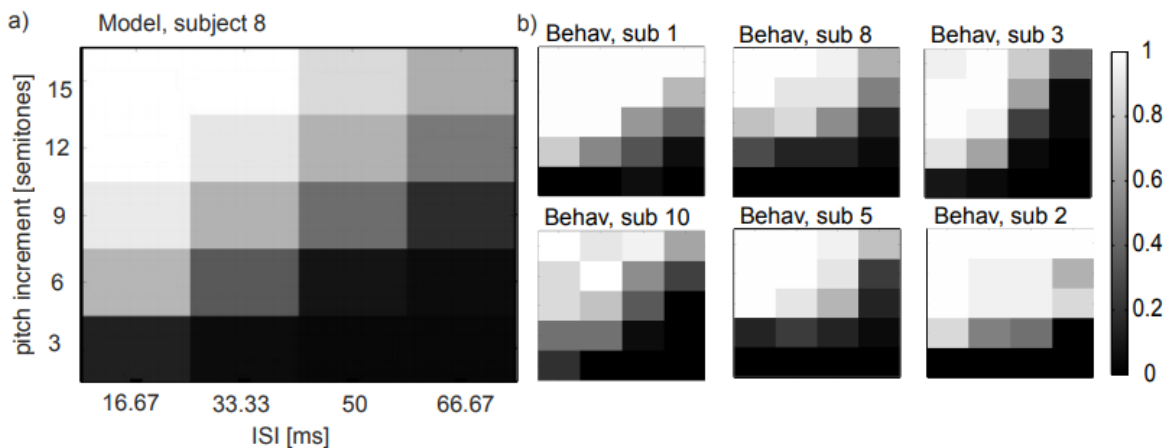 a)
Model, subject 8
pitch increment [semitones]
15
12
9
6
3
16.67 33.33 50 66.67
ISI [ms]
b)
Behav, sub 1 Behav, sub 8 Behav, sub 3
Behav, sub 10 Behav, sub 5 Behav, sub 2
1
0.8
0.6
0.4
0.2
0